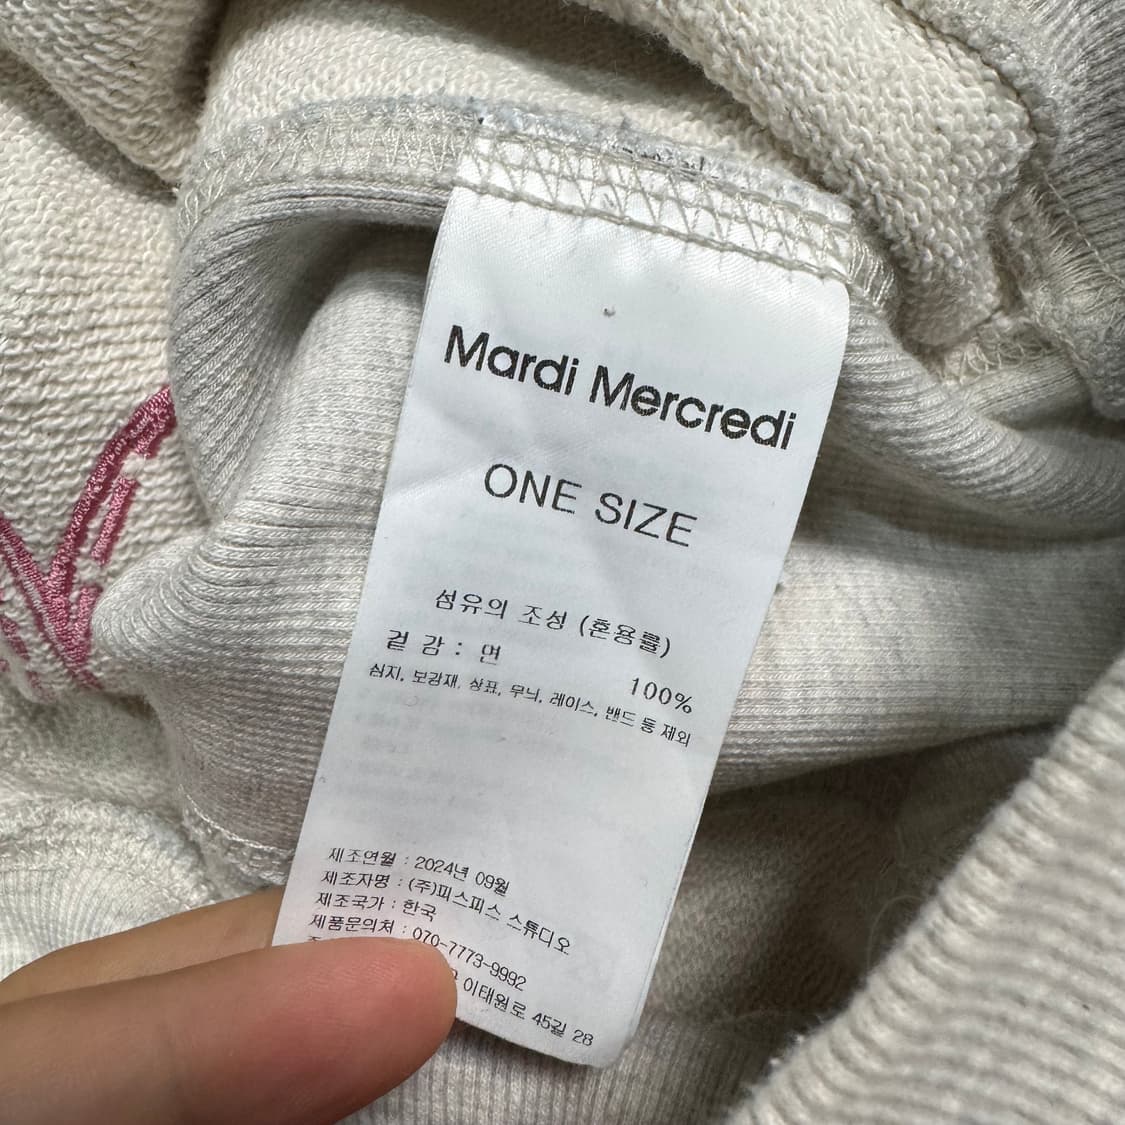 Mardi Mercredi
ONE SIZE
섬유의 조성 (혼용률)
겉 감 : 면 100%
심지, 보강재, 상표, 무늬, 레이스, 밴드 등 제외
제조연월 : 2024년 09월
제조자명 : (주)피스피스 스튜디오
제조국가 : 한국
제품문의처 : 070-7773-9992
이태원로 45길 28